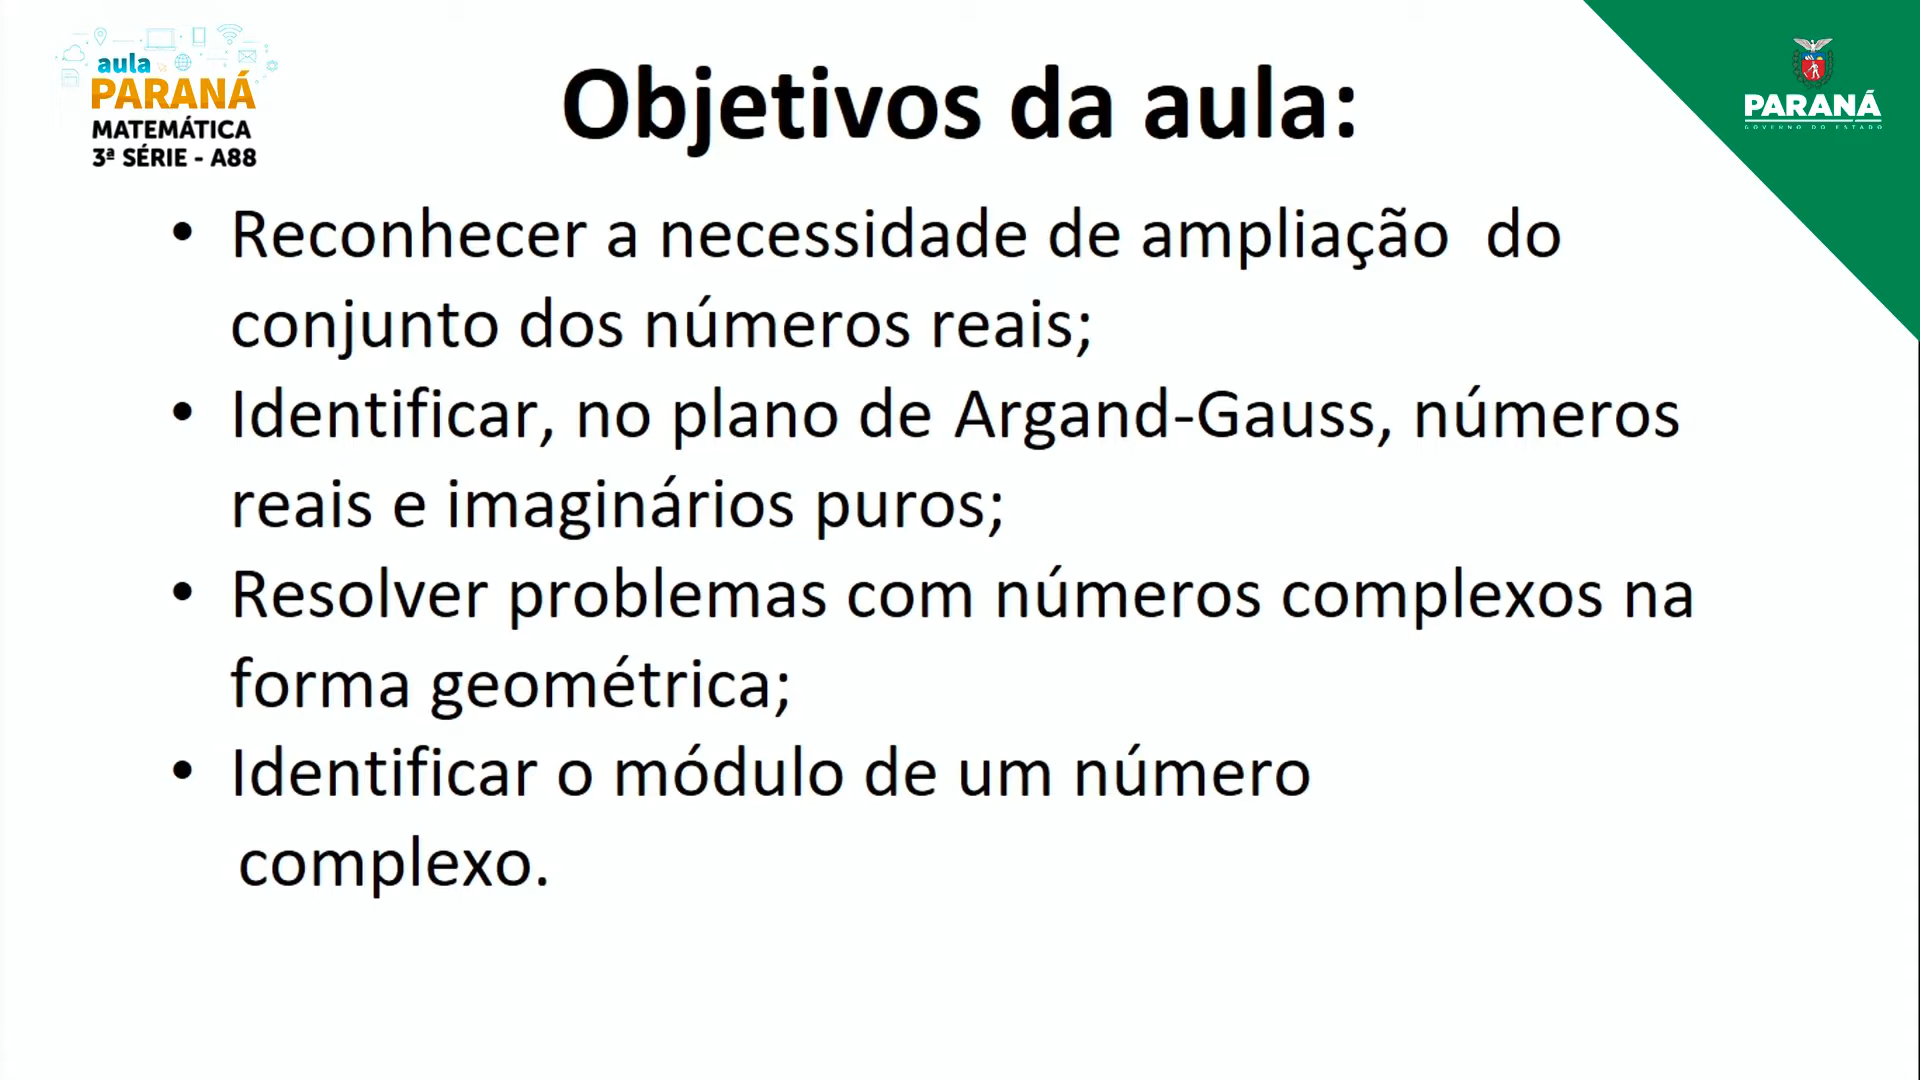 aula
PARANÁ
MATEMÁTICA
3ª SÉRIE - A88
Objetivos da aula:
PARANÁ
GOVERNO DO ESTADO
• Reconhecer a necessidade de ampliação do
conjunto dos números reais;
• Identificar, no plano de Argand-Gauss, números
reais e imaginários puros;
• Resolver problemas com números complexos na
forma geométrica;
• Identificar o módulo de um número
complexo.